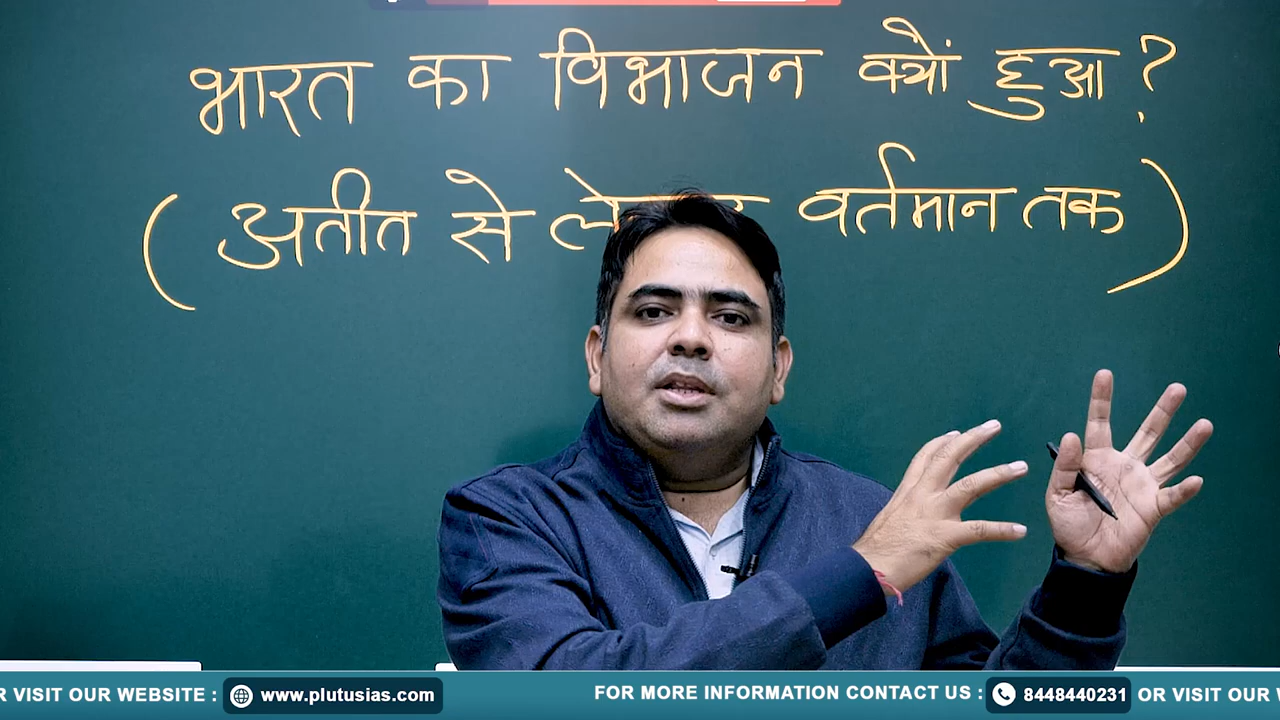 भारत का विभाजन क्यों हुआ ?
( अतीत से ले वर्तमान तक )
R VISIT OUR WEBSITE : www.plutusias.com FOR MORE INFORMATION CONTACT US : 8448440231 OR VISIT OUR W